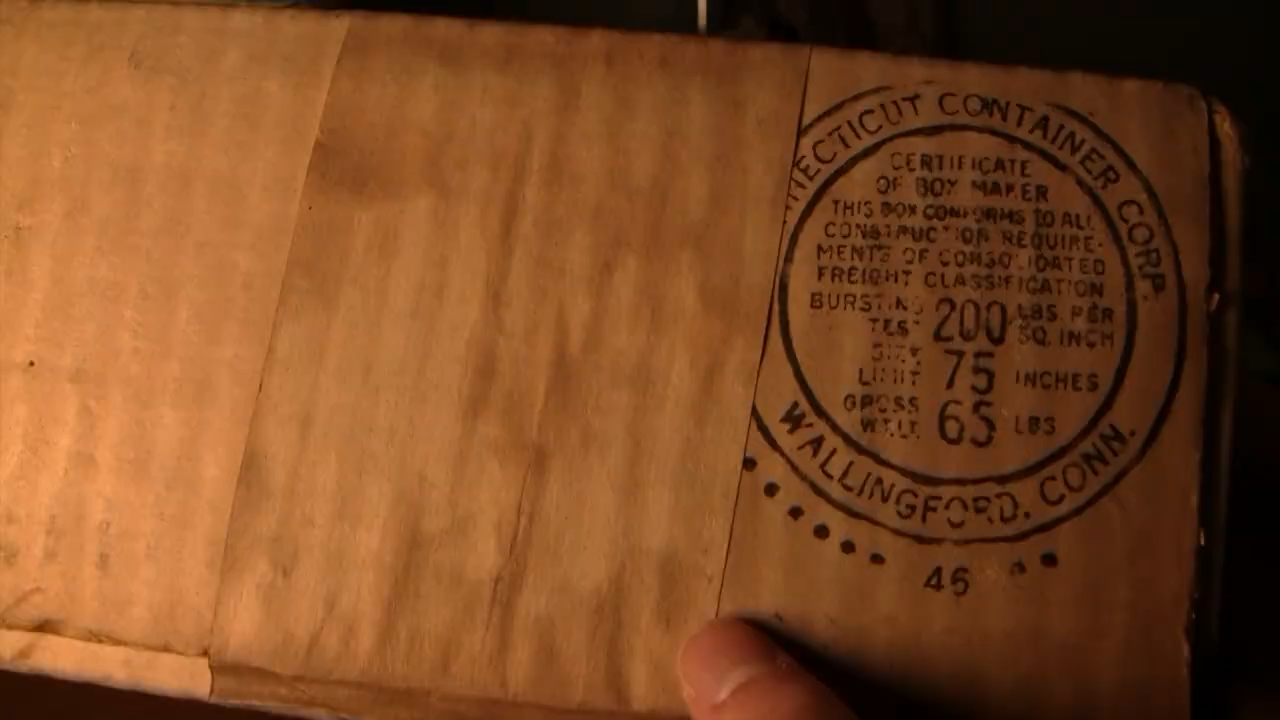 NECTICUT CONTAINER CORP.
CERTIFICATE
OF BOX MAKER
THIS BOX CONFORMS TO ALL
CONSTRUCTION REQUIRE-
MENTS OF CONSOLIDATED
FREIGHT CLASSIFICATION
BURSTING TEST 200 LBS. PER SQ. INCH
SIZE LIMIT 75 INCHES
GROSS WT. LT. 65 LBS
WALLINGFORD, CONN.
46